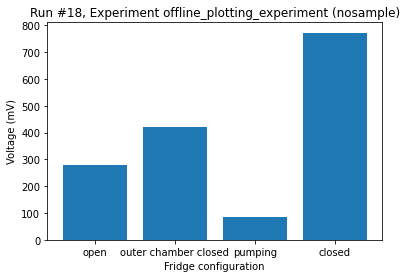 Run #18, Experiment offline_plotting_experiment (nosample)
800
700
600
500
400
300
200
100
0
Voltage (mV)
open outer chamber closed pumping closed
Fridge configuration